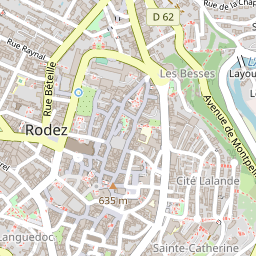 Rue de la Chap
D 62
Rue Raynal
Les Besses
Layou
Rue Béteille
Avenue de Montpel
Rodez
Cité Lalande
635 m
Languedoc
Sainte-Catherine